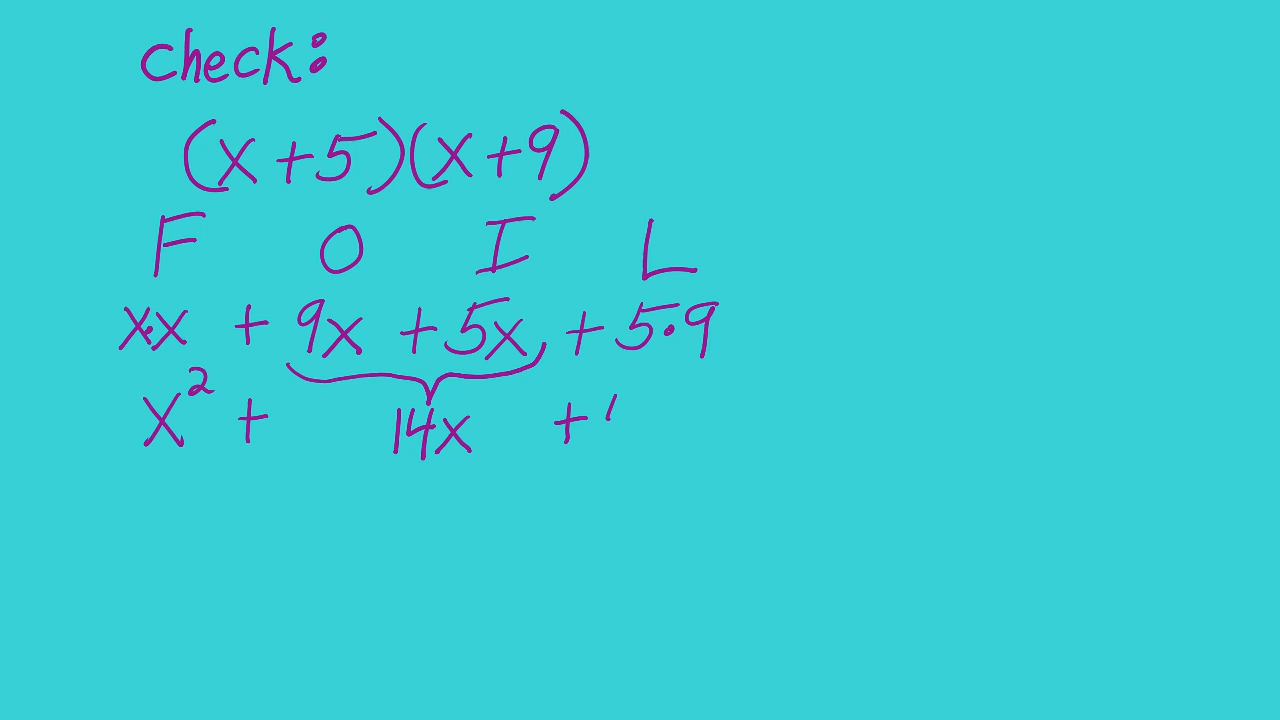 Check:
(x+5)(x+9)
F O I L
x·x + 9x + 5x + 5·9
x² + 14x +